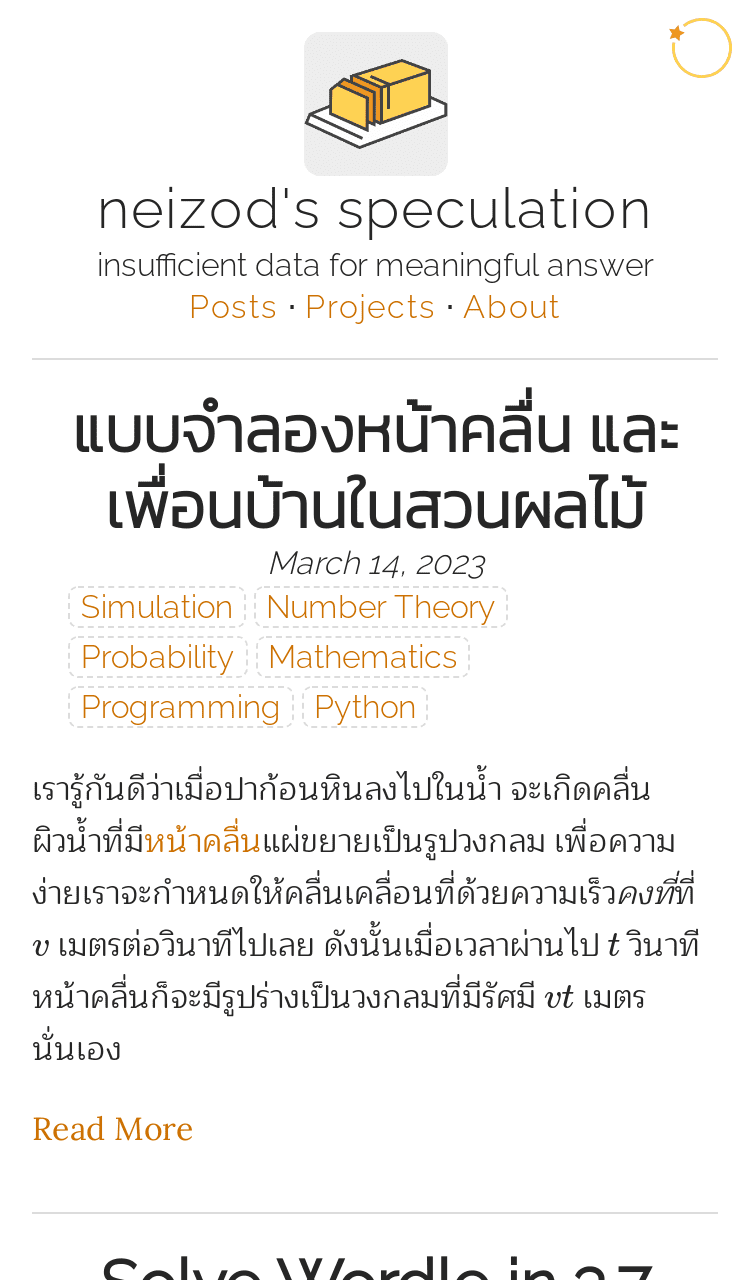 neizod's speculation
insufficient data for meaningful answer
Posts · Projects · About
แบบจำลองหน้าคลื่น และ
เพื่อนบ้านในสวนผลไม้
March 14, 2023
Simulation Number Theory
Probability Mathematics
Programming Python
เรารู้กันดีว่าเมื่อปาก้อนหินลงไปในน้ำ จะเกิดคลื่น
ผิวน้ำที่มีหน้าคลื่นแผ่ขยายเป็นรูปวงกลม เพื่อความ
ง่ายเราจะกำหนดให้คลื่นเคลื่อนที่ด้วยความเร็วคงที่ที่
v เมตรต่อวินาทีไปเลย ดังนั้นเมื่อเวลาผ่านไป t วินาที
หน้าคลื่นก็จะมีรูปร่างเป็นวงกลมที่มีรัศมี vt เมตร
นั่นเอง
Read More
Solve Wordle in 3.7